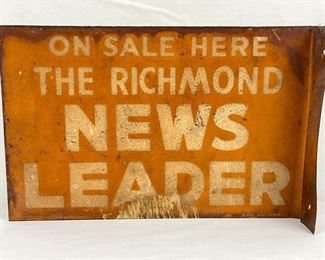 ON SALE HERE
THE RICHMOND
NEWS
LEADER